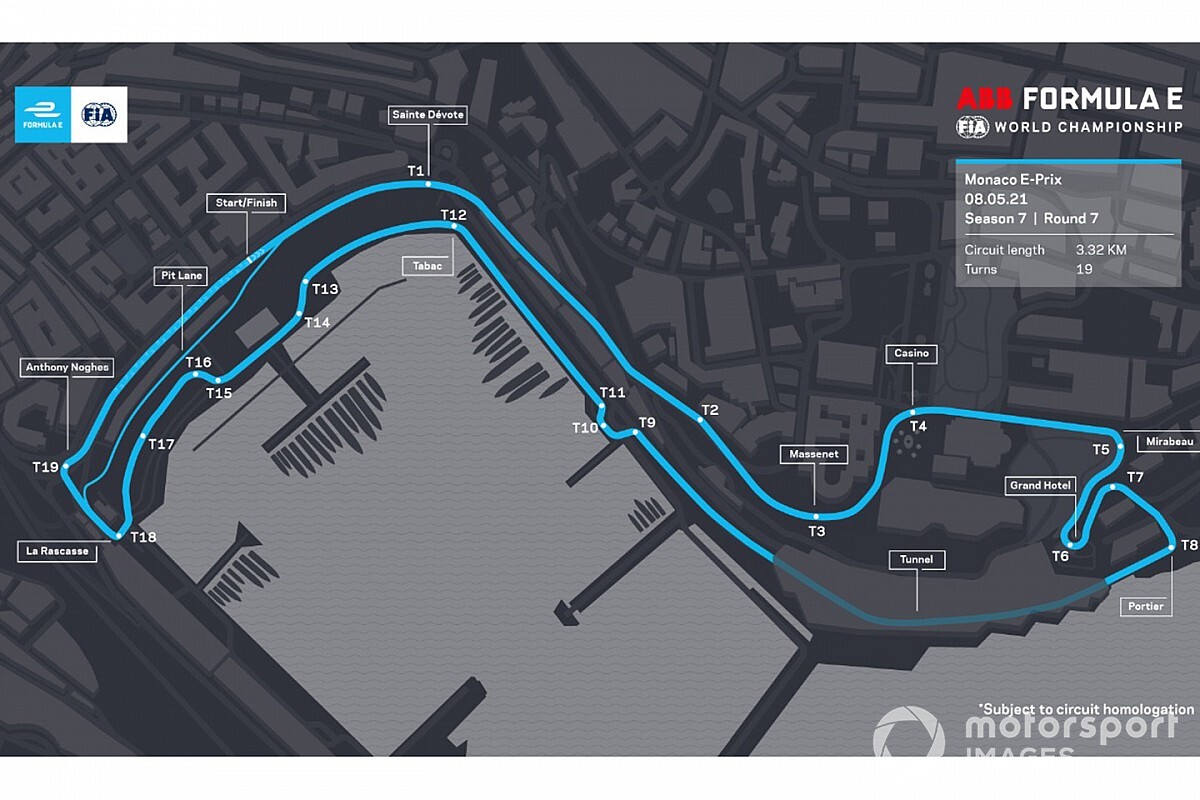 FORMULA E
FIA
ABB FORMULA E
FIA WORLD CHAMPIONSHIP
Monaco E-Prix
08.05.21
Season 7 | Round 7
Circuit length 3.32 KM
Turns 19
Sainte Dévote
T1
Start/Finish
T12
Tabac
Pit Lane
T13
T14
T16
T15
Anthony Noghes
Casino
T11
T10
T9
T2
T4
T17
T19
Massenet
T5
Mirabeau
T7
Grand Hotel
T3
La Rascasse
T18
T6
T8
Tunnel
Portier
*Subject to circuit homologation
motorsport
IMAGES